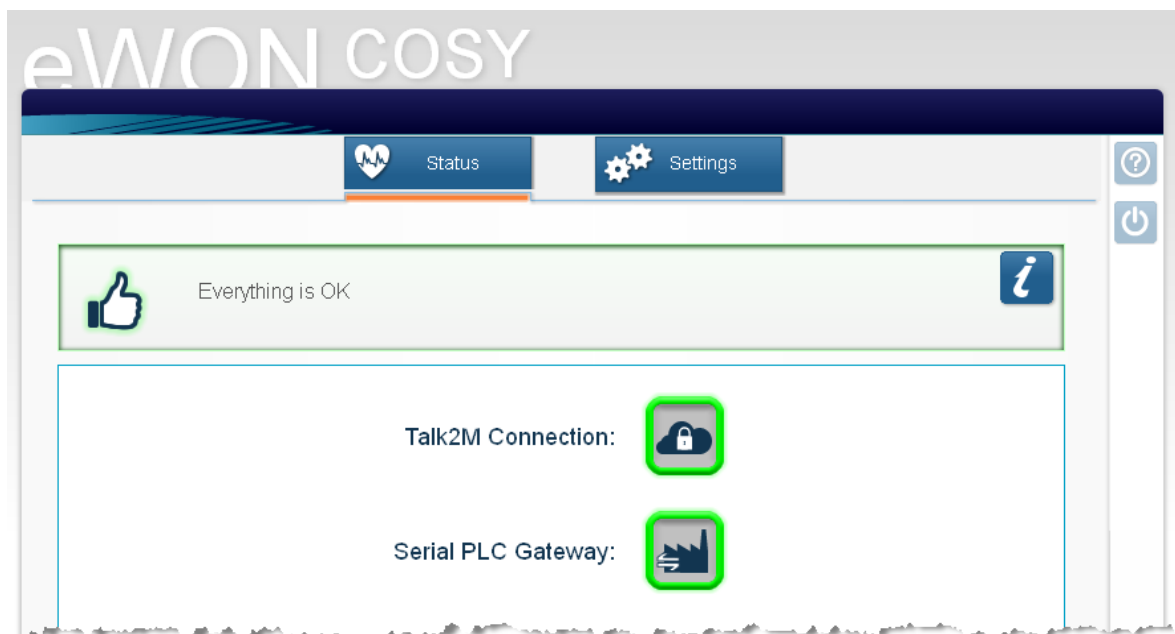 eWON COSY
Status
Settings
?
Everything is OK
i
Talk2M Connection:
Serial PLC Gateway: